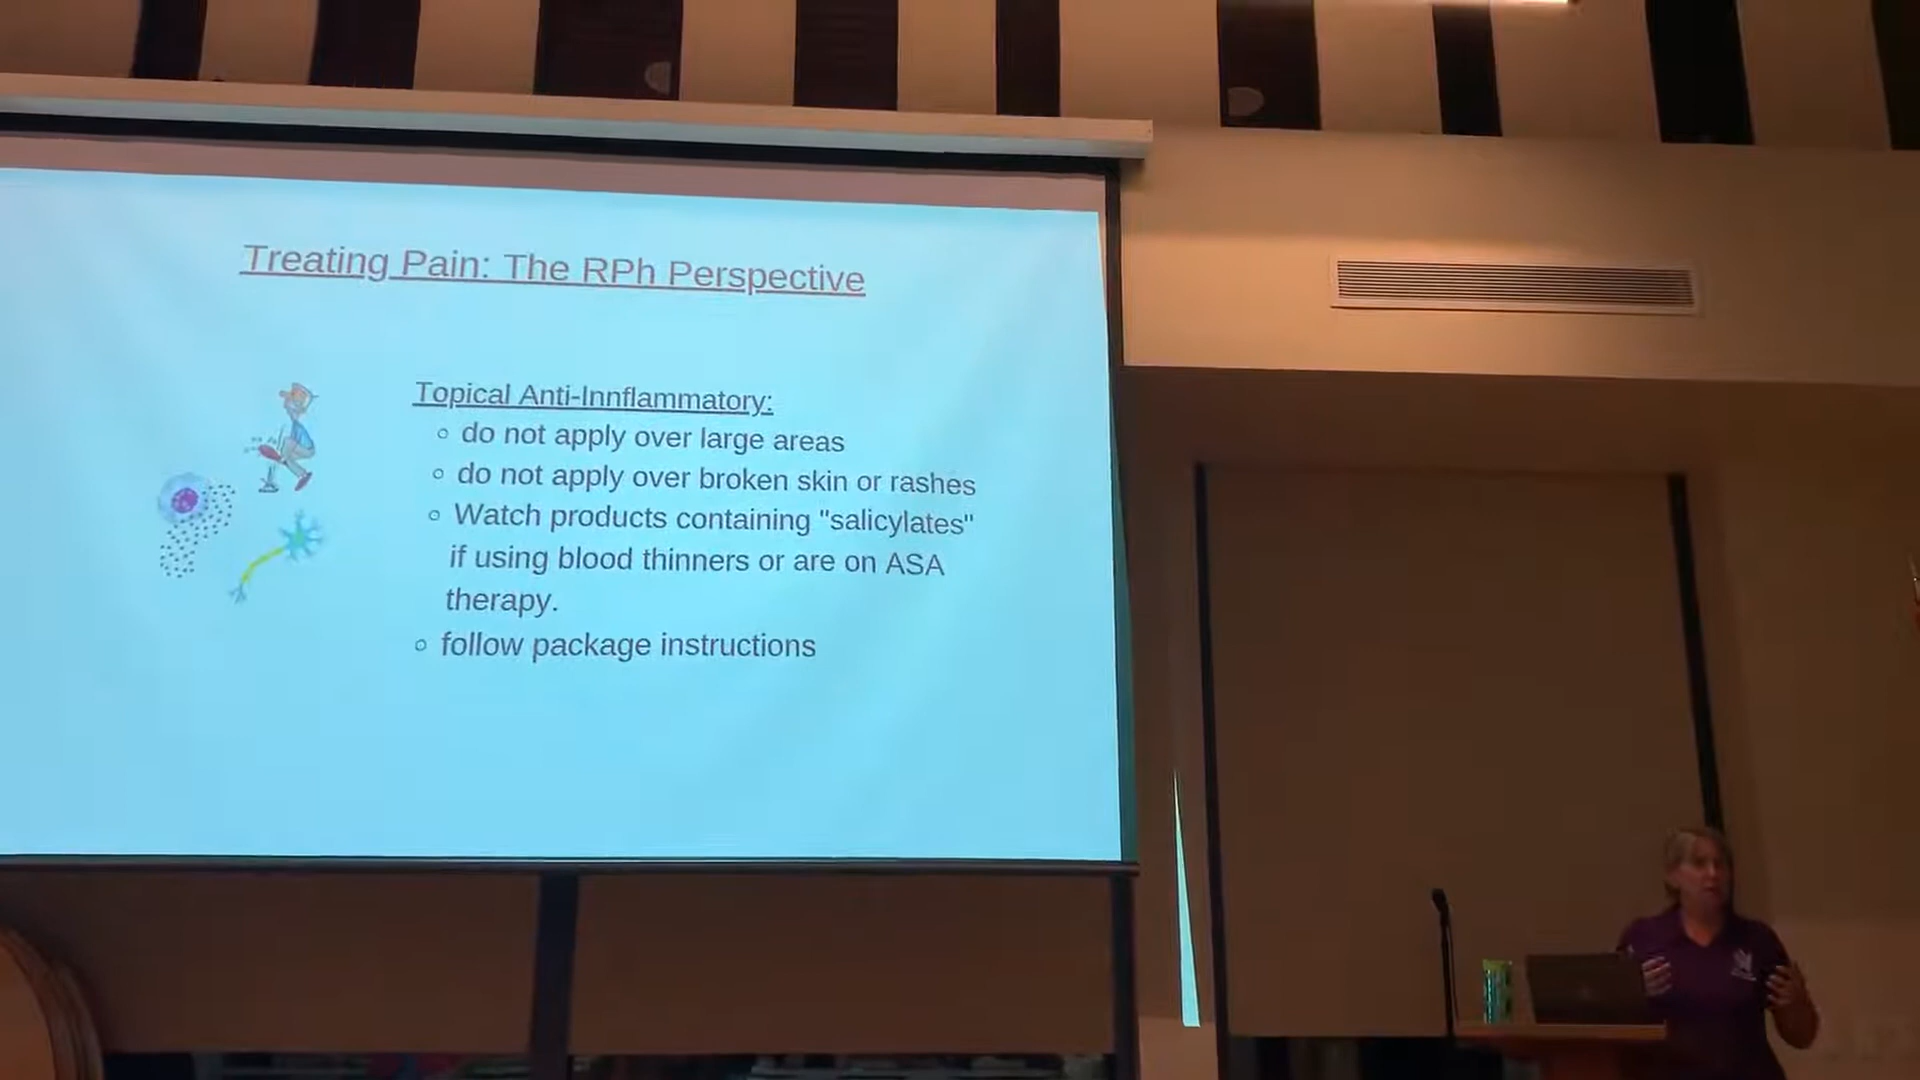 Treating Pain: The RPh Perspective
Topical Anti-Innflammatory:
do not apply over large areas
do not apply over broken skin or rashes
Watch products containing "salicylates"
if using blood thinners or are on ASA
therapy.
follow package instructions